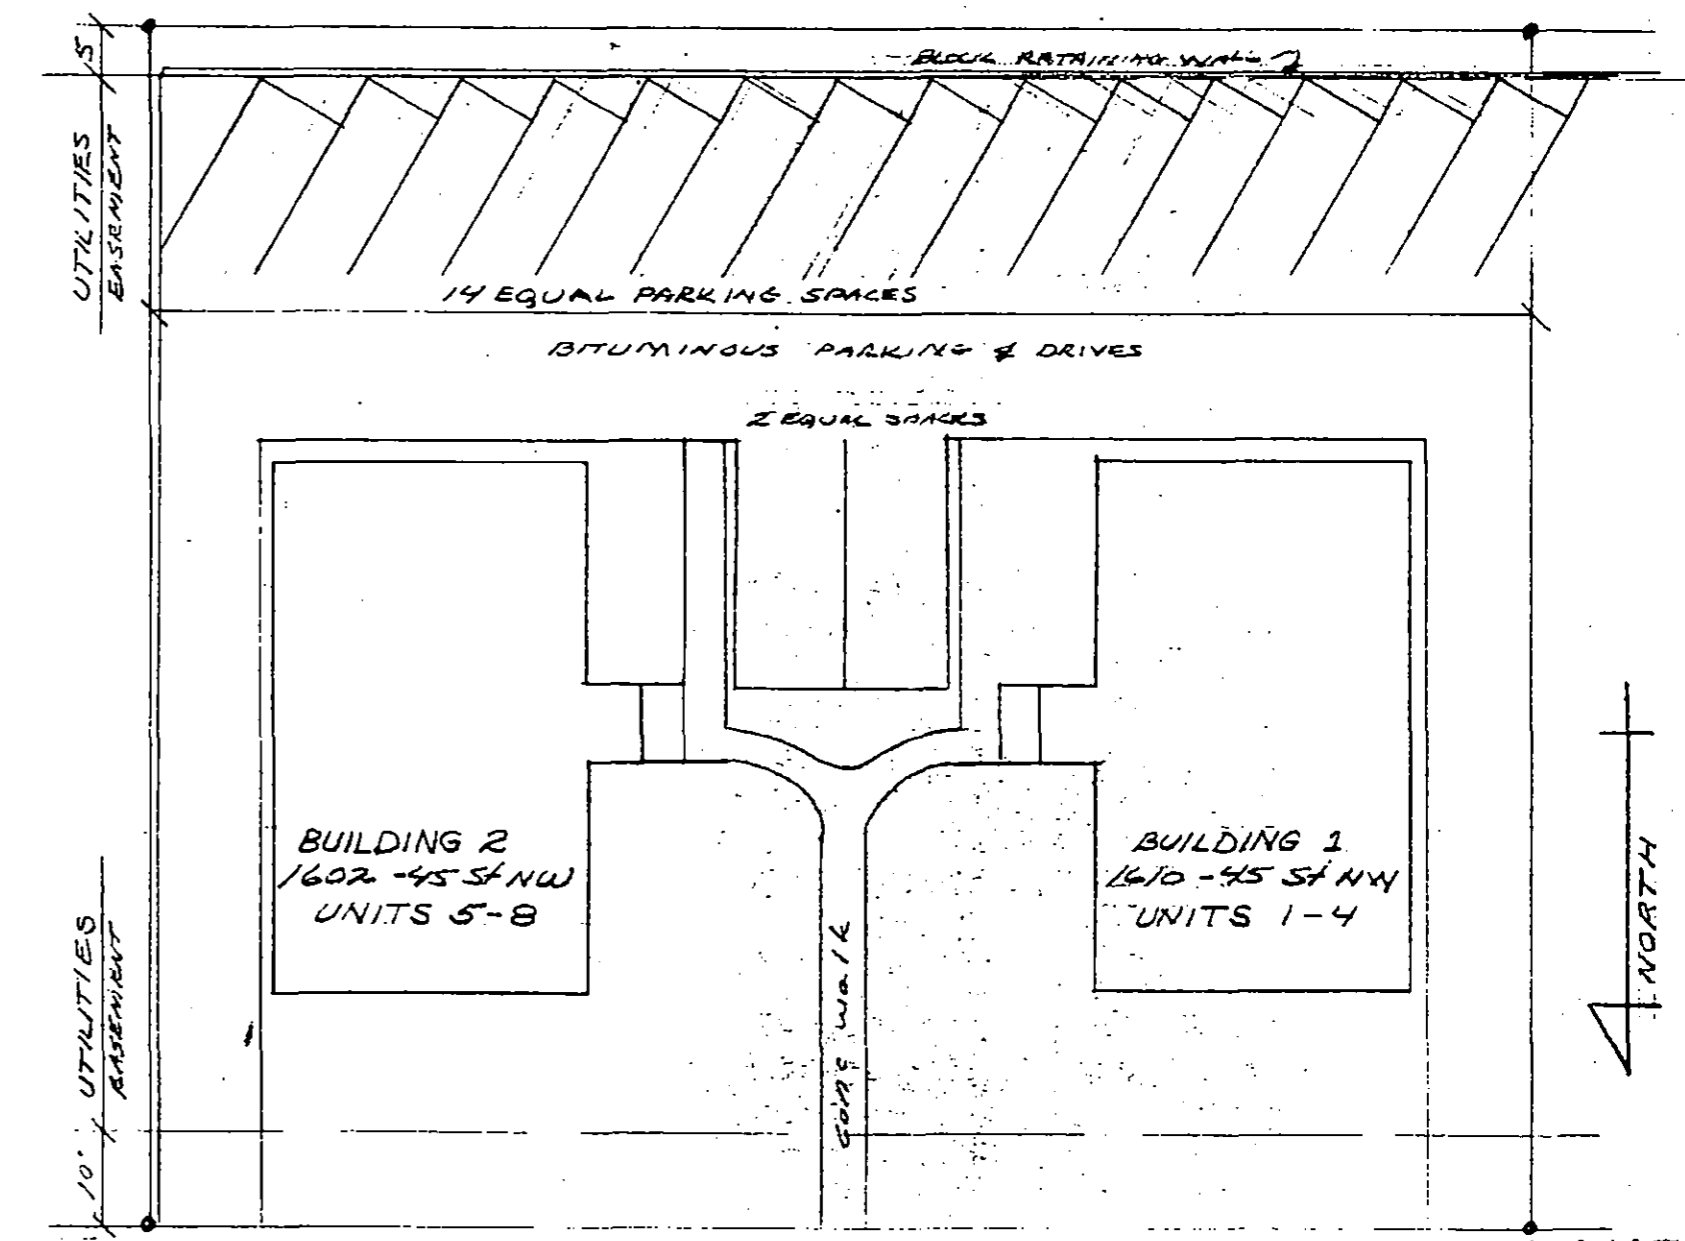 BLOCK RETAINING WALL
5
UTILITIES
EASEMENT
14 EQUAL PARKING SPACES
BITUMINOUS PARKING & DRIVES
2 EQUAL SPACES
BUILDING 2
1602 -45 St NW
UNITS 5-8
BUILDING 1
1610 -45 St NW
UNITS 1-4
conc walk
NORTH
10' UTILITIES
EASEMENT